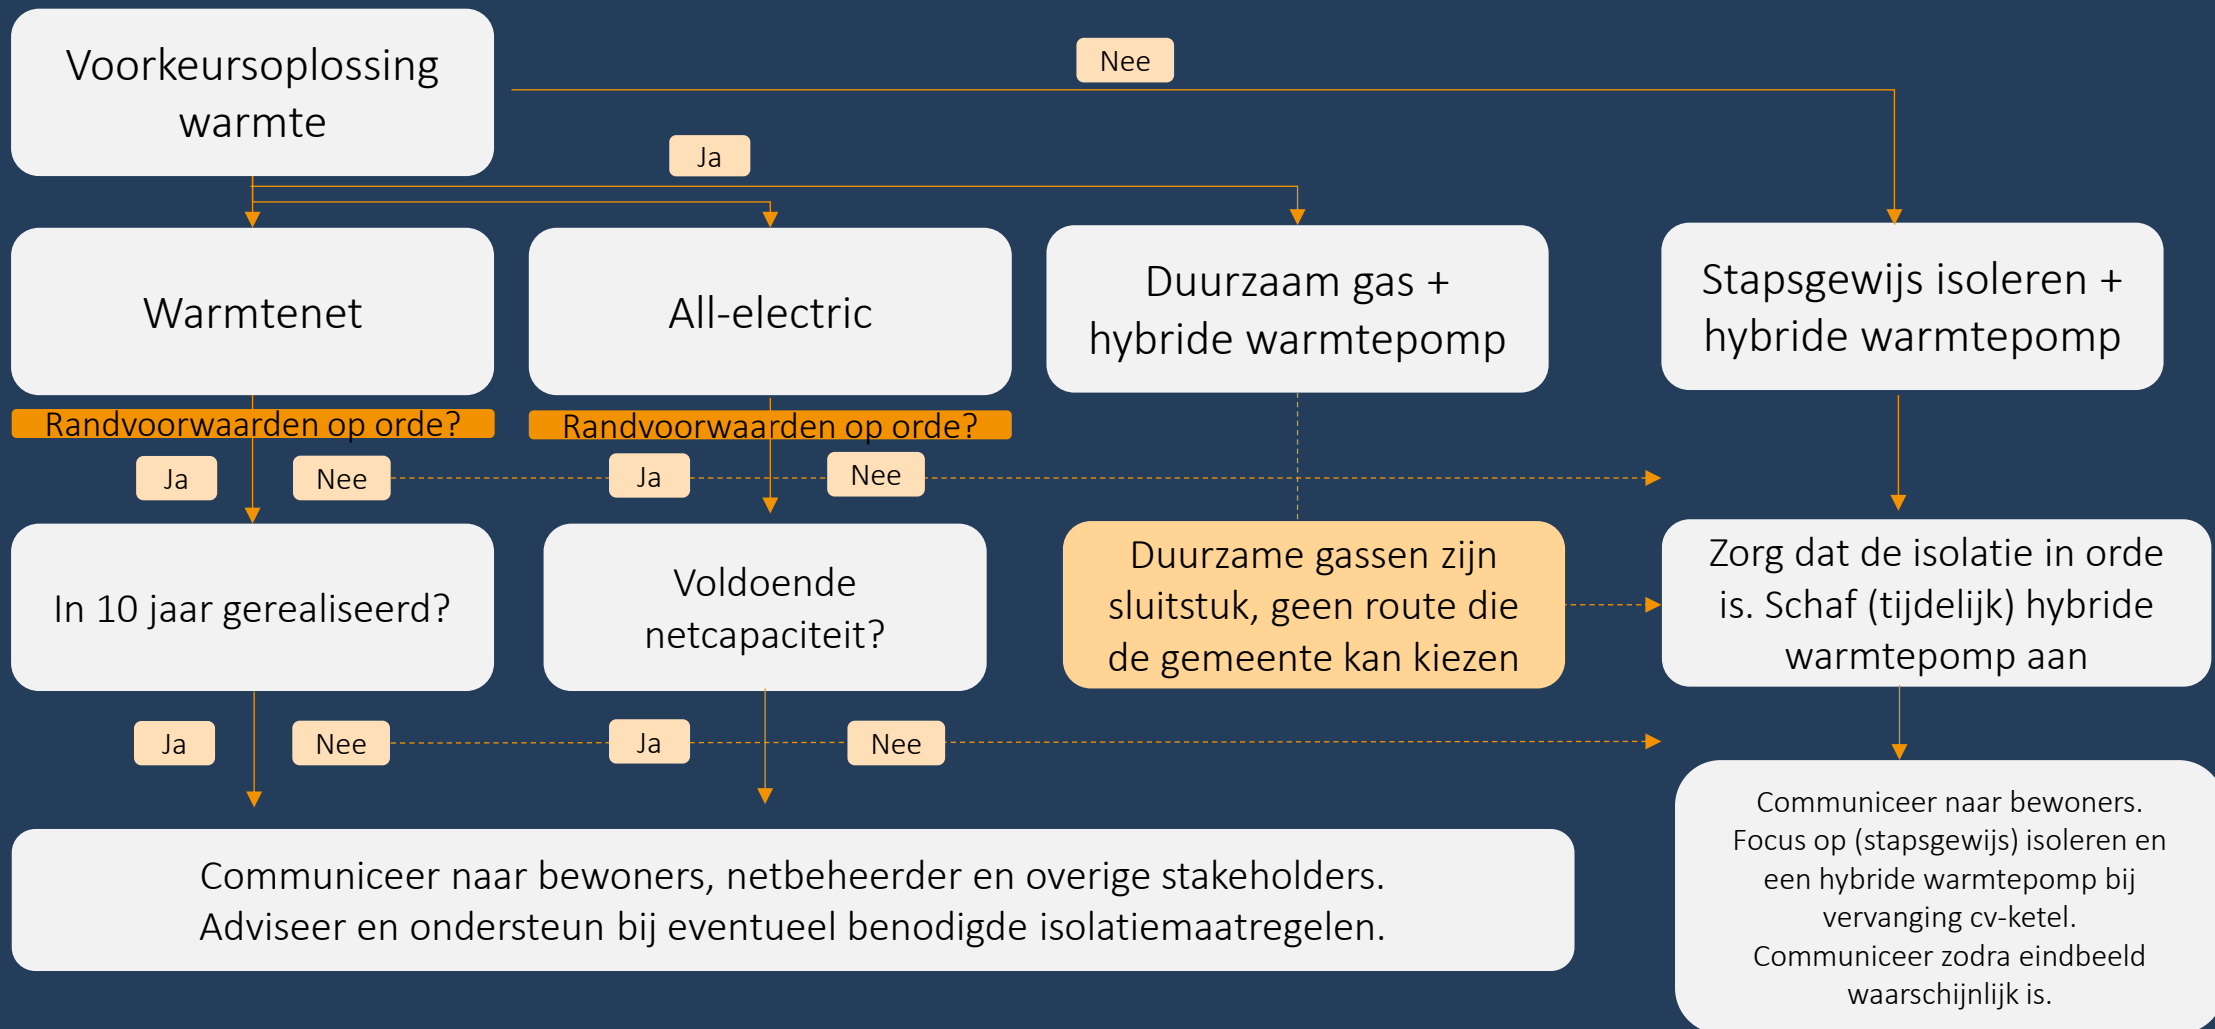 Voorkeursoplossing
warmte
Nee
Ja
Warmtenet
All-electric
Duurzaam gas +
hybride warmtepomp
Stapsgewijs isoleren +
hybride warmtepomp
Randvoorwaarden op orde?
Randvoorwaarden op orde?
Ja
Nee
Ja
Nee
In 10 jaar gerealiseerd?
Voldoende
netcapaciteit?
Duurzame gassen zijn
sluitstuk, geen route die
de gemeente kan kiezen
Zorg dat de isolatie in orde
is. Schaf (tijdelijk) hybride
warmtepomp aan
Ja
Nee
Ja
Nee
Communiceer naar bewoners, netbeheerder en overige stakeholders.
Adviseer en ondersteun bij eventueel benodigde isolatiemaatregelen.
Communiceer naar bewoners.
Focus op (stapsgewijs) isoleren en
een hybride warmtepomp bij
vervanging cv-ketel.
Communiceer zodra eindbeeld
waarschijnlijk is.